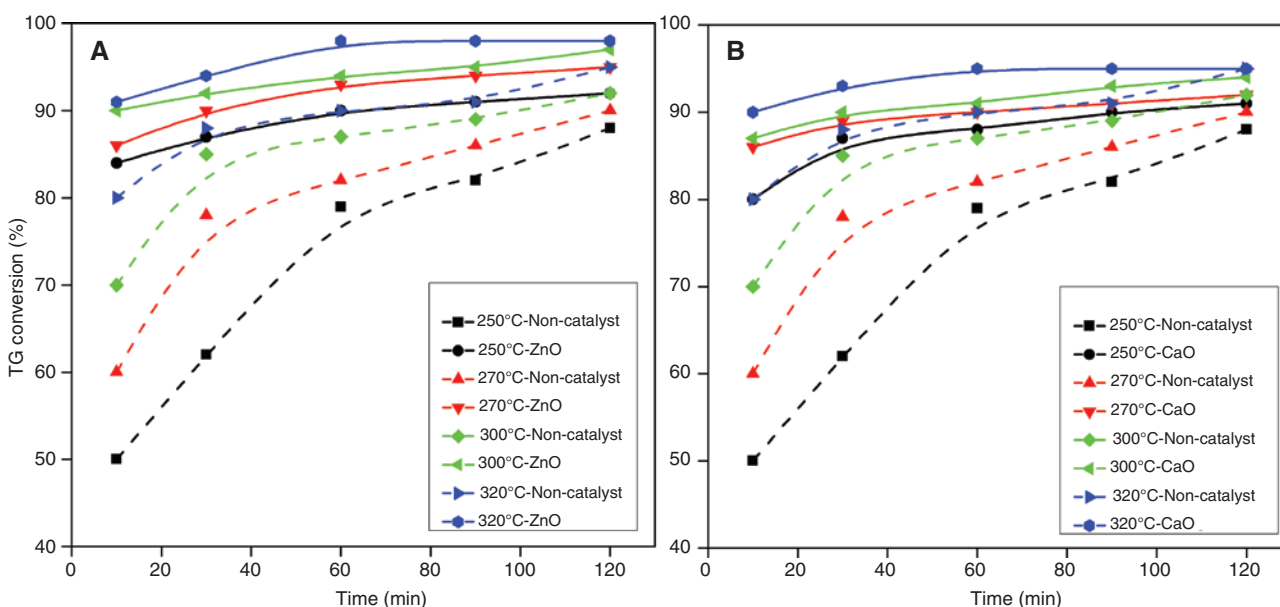 A
100
90
80
70
60
50
40
TG conversion (%)
0
20
40
60
80
100
120
Time (min)
250°C-Non-catalyst
250°C-ZnO
270°C-Non-catalyst
270°C-ZnO
300°C-Non-catalyst
300°C-ZnO
320°C-Non-catalyst
320°C-ZnO
B
100
90
80
70
60
50
40
0
20
40
60
80
100
120
Time (min)
250°C-Non-catalyst
250°C-CaO
270°C-Non-catalyst
270°C-CaO
300°C-Non-catalyst
300°C-CaO
320°C-Non-catalyst
320°C-CaO